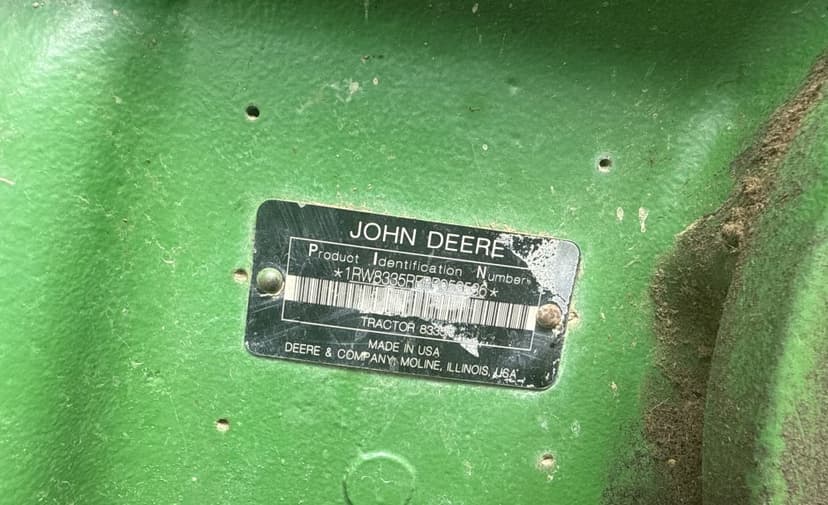 JOHN DEERE
Product Identification Number
TRACTOR
MADE IN USA
DEERE & COMPANY, MOLINE, ILLINOIS, USA